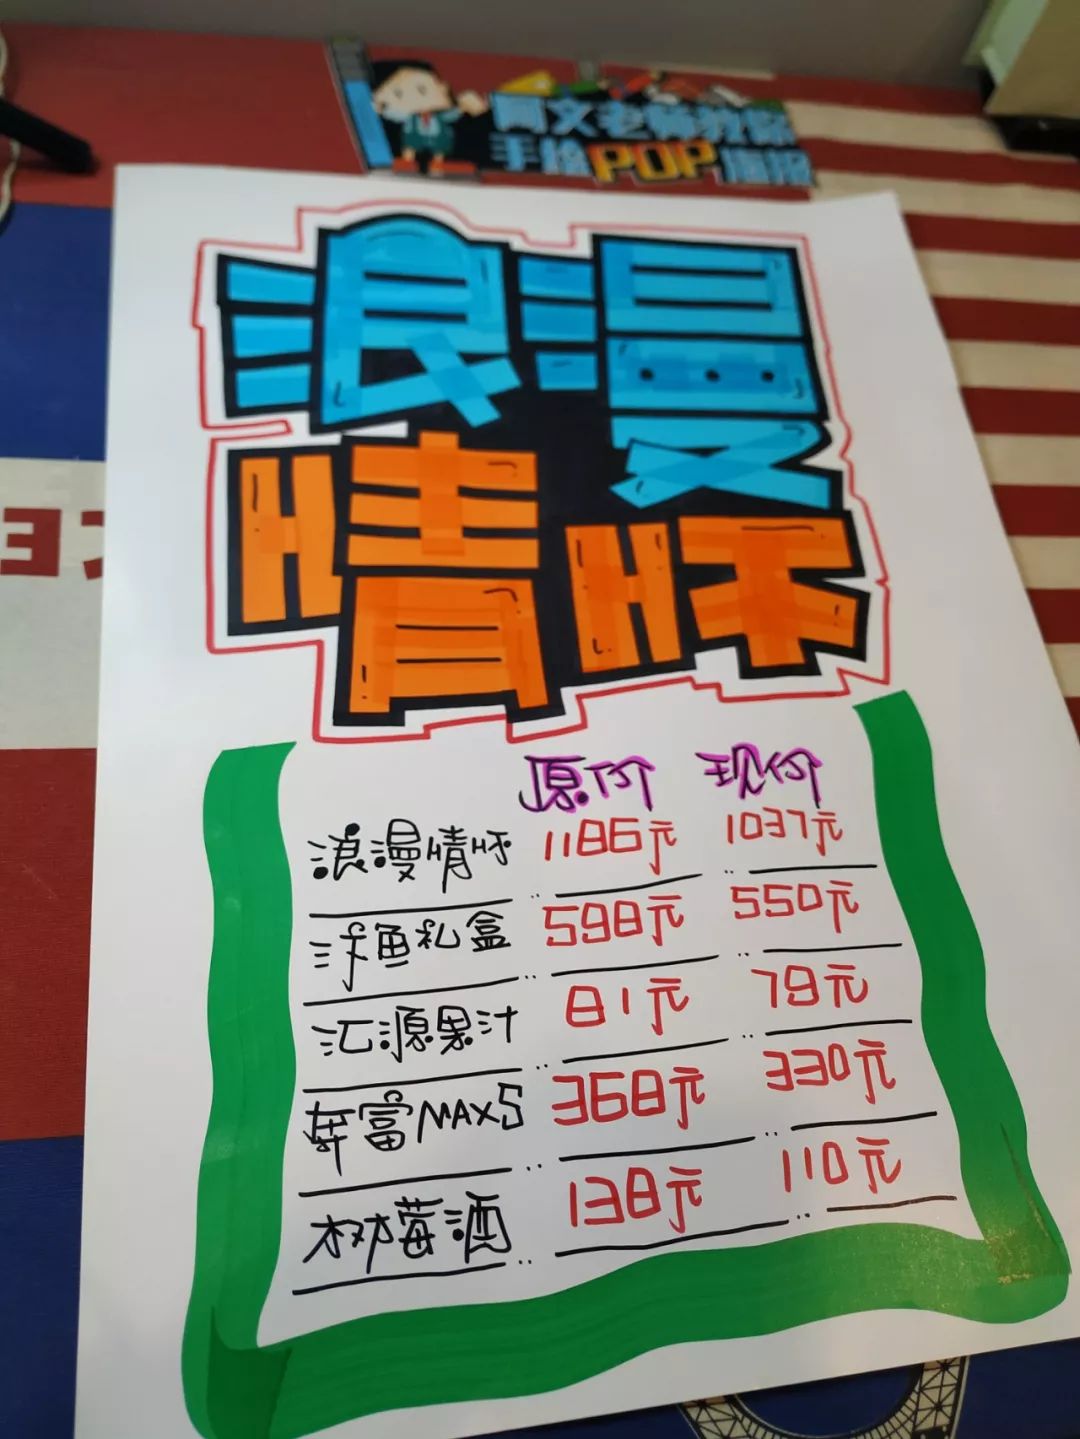 阿文老师教你
手绘POP海报
浪漫
情怀
原价 现价
浪漫情怀 1186元 1037元
洋鱼礼盒 598元 550元
汇源果汁 81元 79元
奔富MAXS 368元 330元
树莓酒 138元 110元